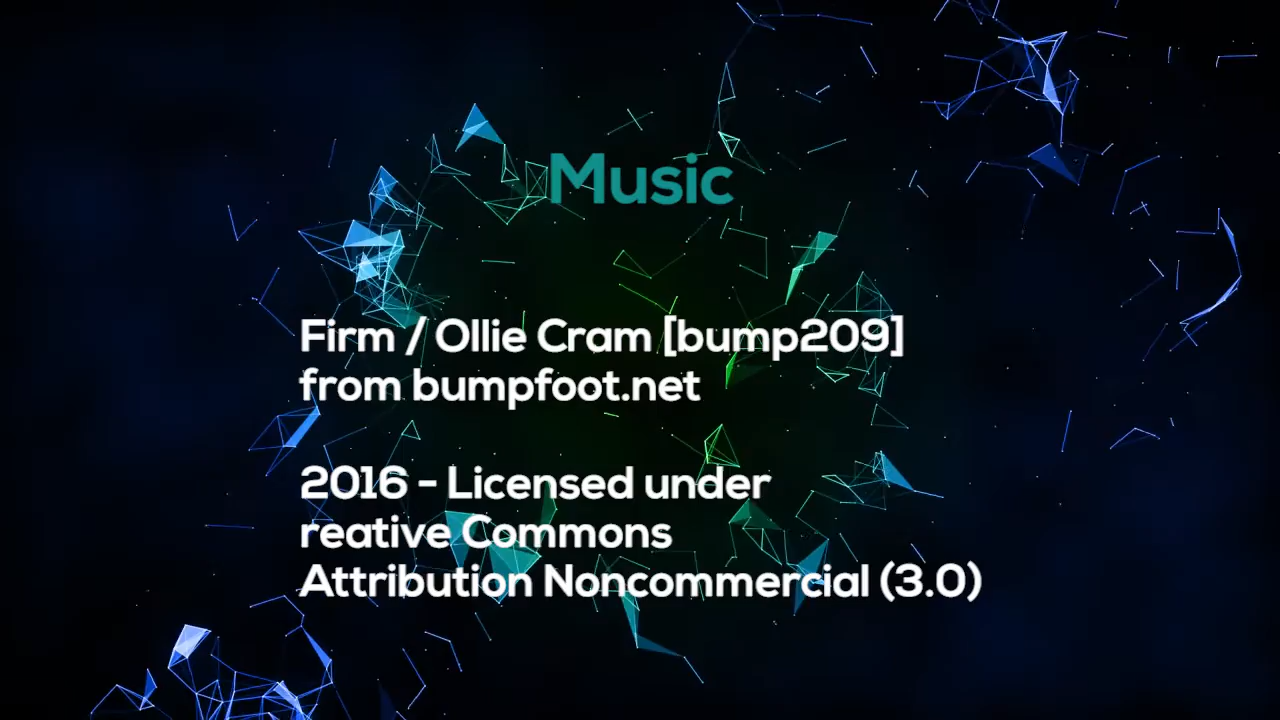 Music
Firm / Ollie Cram [bump209]
from bumpfoot.net
2016 - Licensed under
reative Commons
Attribution Noncommercial (3.0)